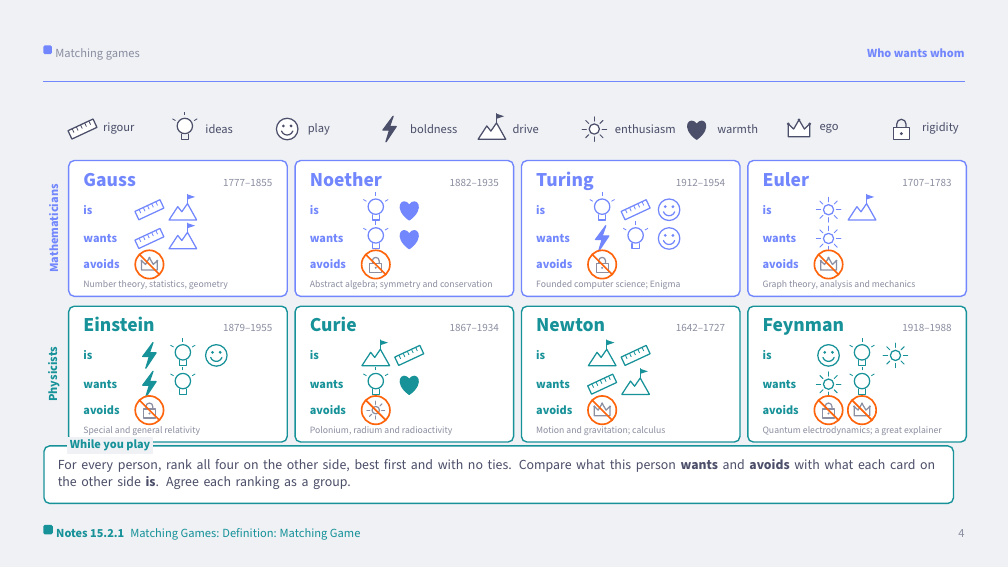 Matching games
Who wants whom
rigour ideas play boldness drive enthusiasm warmth ego rigidity
Mathematicians
Gauss 1777–1855
is
wants
avoids
Number theory, statistics, geometry
Noether 1882–1935
is
wants
avoids
Abstract algebra; symmetry and conservation
Turing 1912–1954
is
wants
avoids
Founded computer science; Enigma
Euler 1707–1783
is
wants
avoids
Graph theory, analysis and mechanics
Physicists
Einstein 1879–1955
is
wants
avoids
Special and general relativity
Curie 1867–1934
is
wants
avoids
Polonium, radium and radioactivity
Newton 1642–1727
is
wants
avoids
Motion and gravitation; calculus
Feynman 1918–1988
is
wants
avoids
Quantum electrodynamics; a great explainer
While you play
For every person, rank all four on the other side, best first and with no ties. Compare what this person wants and avoids with what each card on
the other side is. Agree each ranking as a group.
Notes 15.2.1 Matching Games: Definition: Matching Game
4